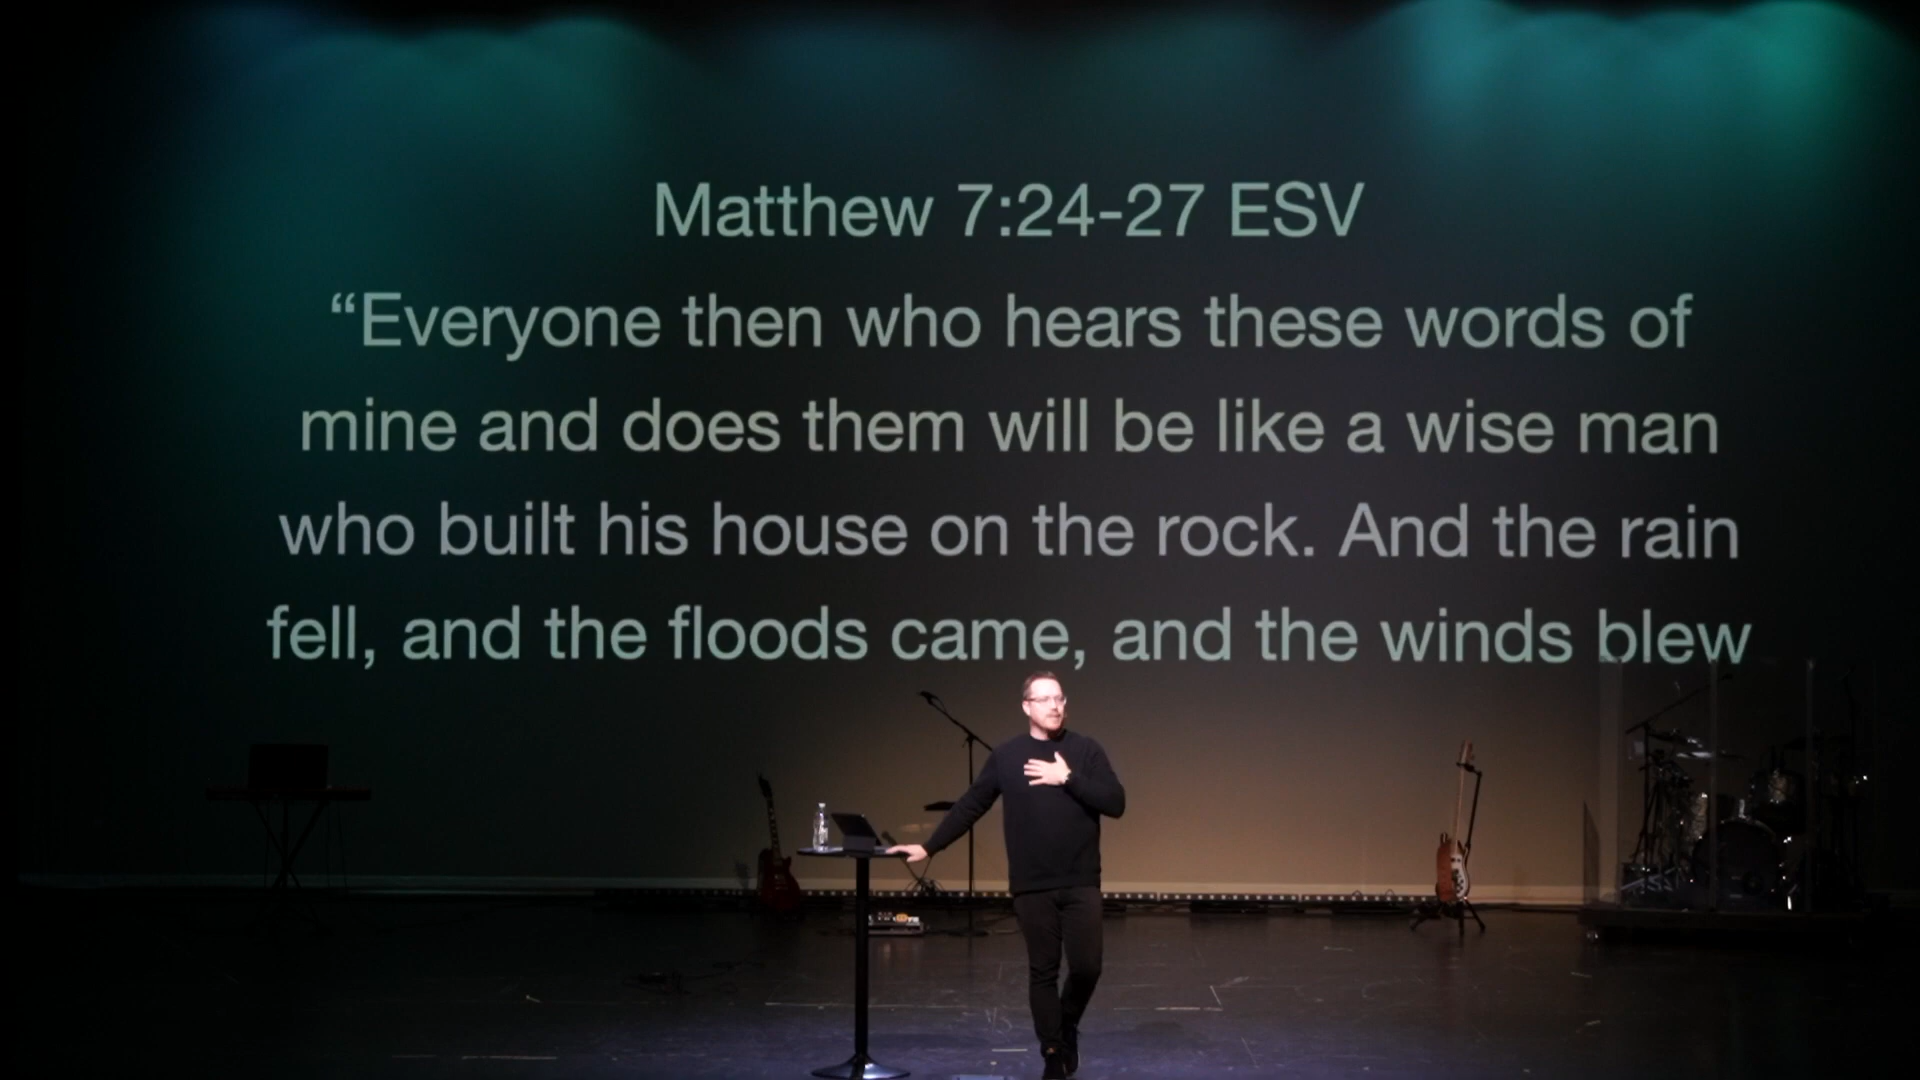 Matthew 7:24-27 ESV
“Everyone then who hears these words of
mine and does them will be like a wise man
who built his house on the rock. And the rain
fell, and the floods came, and the winds blew